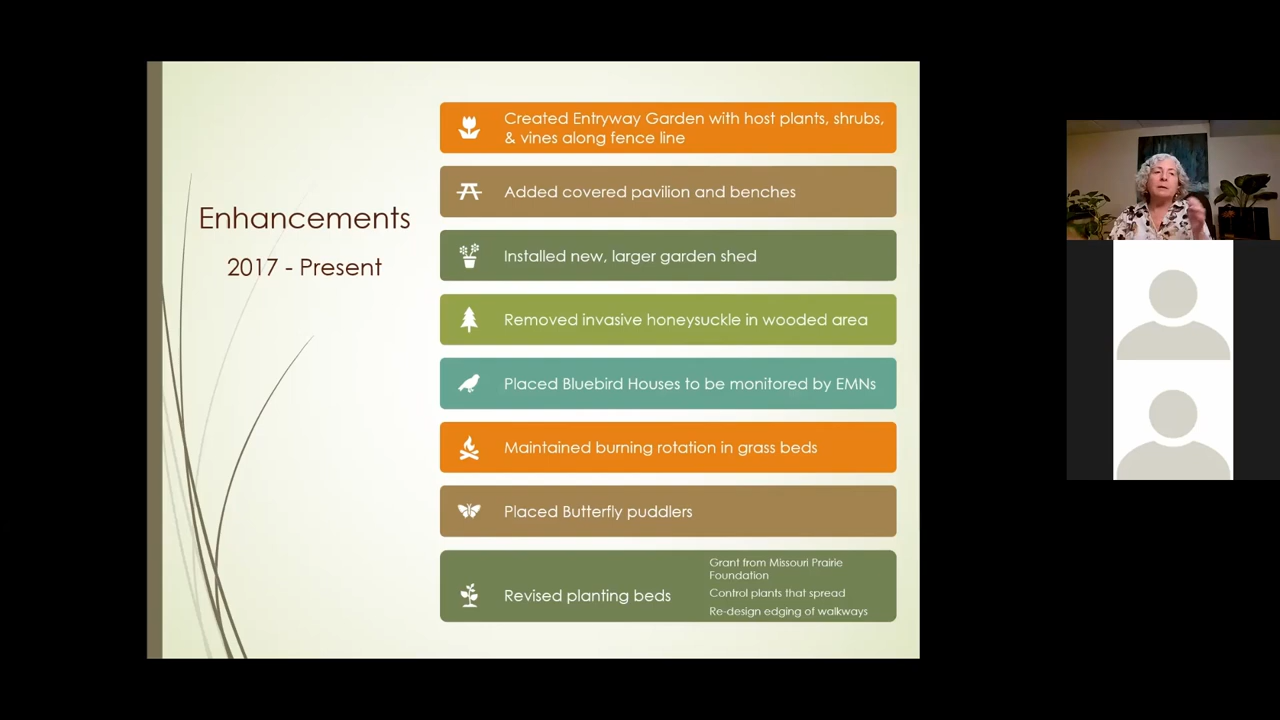 Enhancements
2017 - Present
Created Entryway Garden with host plants, shrubs,
& vines along fence line
Added covered pavilion and benches
Installed new, larger garden shed
Removed invasive honeysuckle in wooded area
Placed Bluebird Houses to be monitored by EMNs
Maintained burning rotation in grass beds
Placed Butterfly puddlers
Revised planting beds
Grant from Missouri Prairie
Foundation
Control plants that spread
Re-design edging of walkways